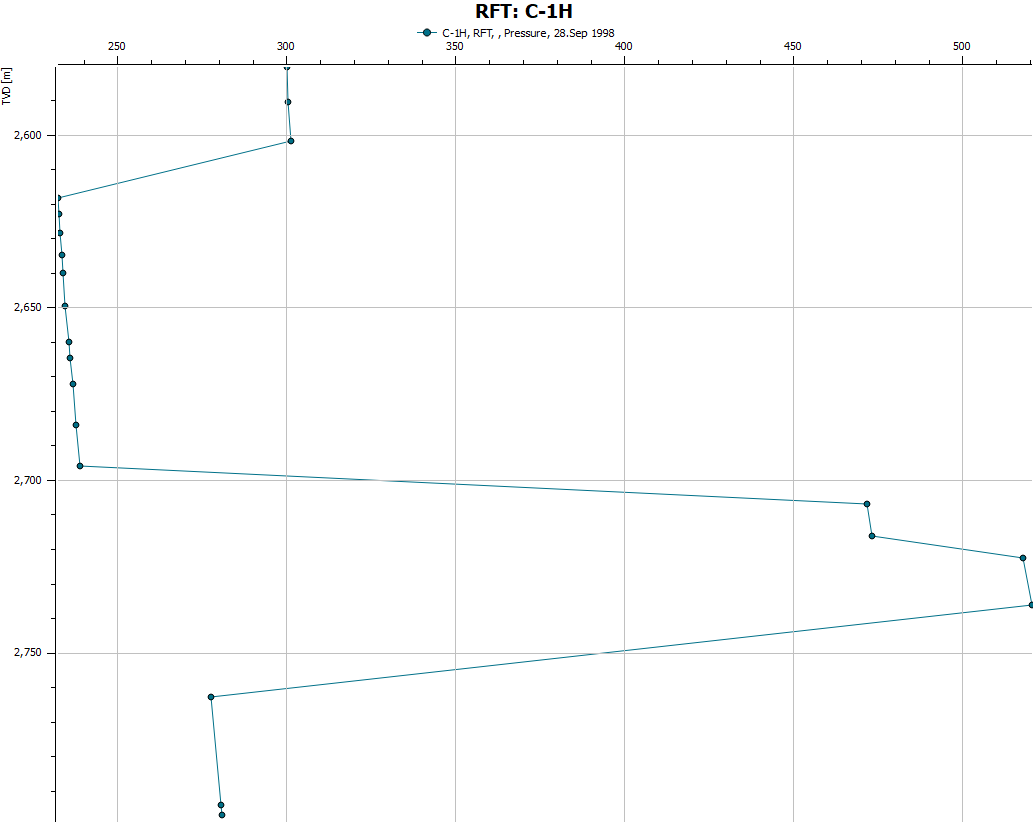 RFT: C-1H
C-1H, RFT, , Pressure, 28.Sep 1998
250 300 350 400 450 500
TVD [m]
2,600
2,650
2,700
2,750